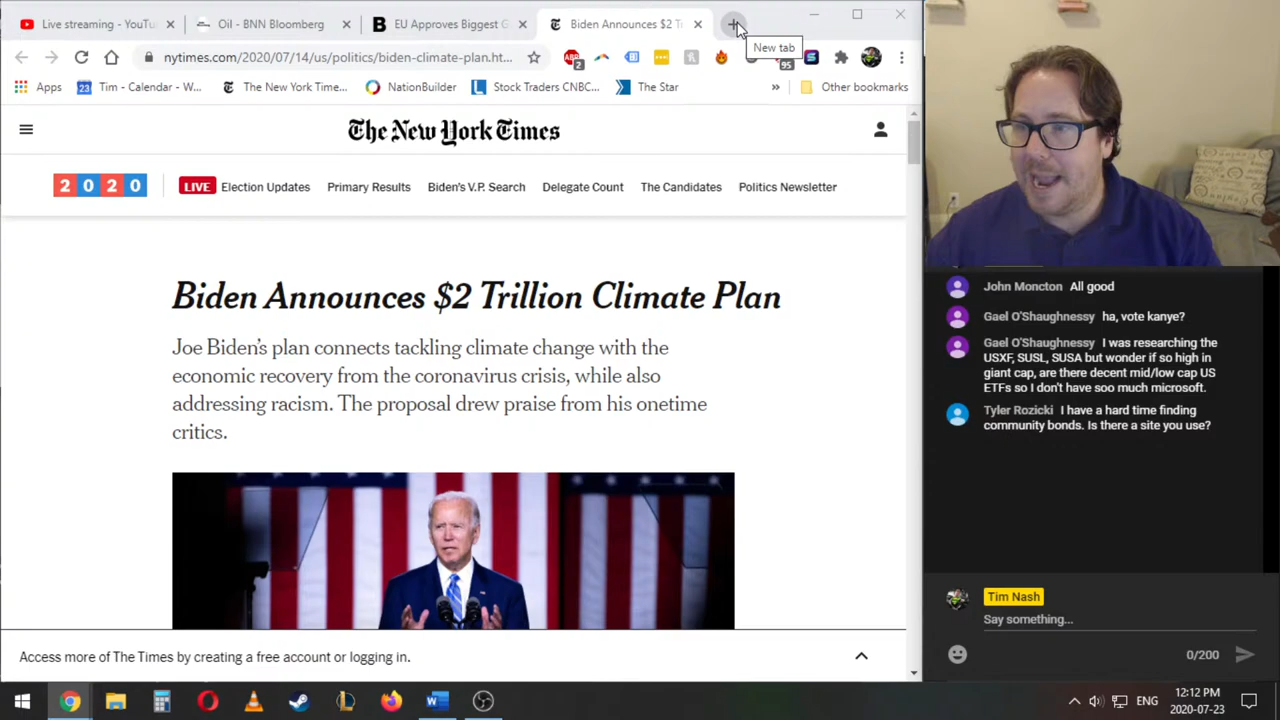 Live streaming - YouTu
Oil - BNN Bloomberg
EU Approves Biggest G
Biden Announces $2 Tr
New tab
nytimes.com/2020/07/14/us/politics/biden-climate-plan.ht...
2
95
Apps
23
Tim - Calendar - W...
The New York Time...
NationBuilder
Stock Traders CNBC...
The Star
»
Other bookmarks
The New York Times
2020
LIVE Election Updates
Primary Results
Biden's V.P. Search
Delegate Count
The Candidates
Politics Newsletter
Biden Announces $2 Trillion Climate Plan
Joe Biden's plan connects tackling climate change with the
economic recovery from the coronavirus crisis, while also
addressing racism. The proposal drew praise from his onetime
critics.
Access more of The Times by creating a free account or logging in.
John Moncton All good
Gael O'Shaughnessy ha, vote kanye?
Gael O'Shaughnessy I was researching the
USXF, SUSL, SUSA but wonder if so high in
giant cap, are there decent mid/low cap US
ETFs so I don't have soo much microsoft.
Tyler Rozicki I have a hard time finding
community bonds. Is there a site you use?
Tim Nash
Say something...
0/200
ENG
12:12 PM
2020-07-23